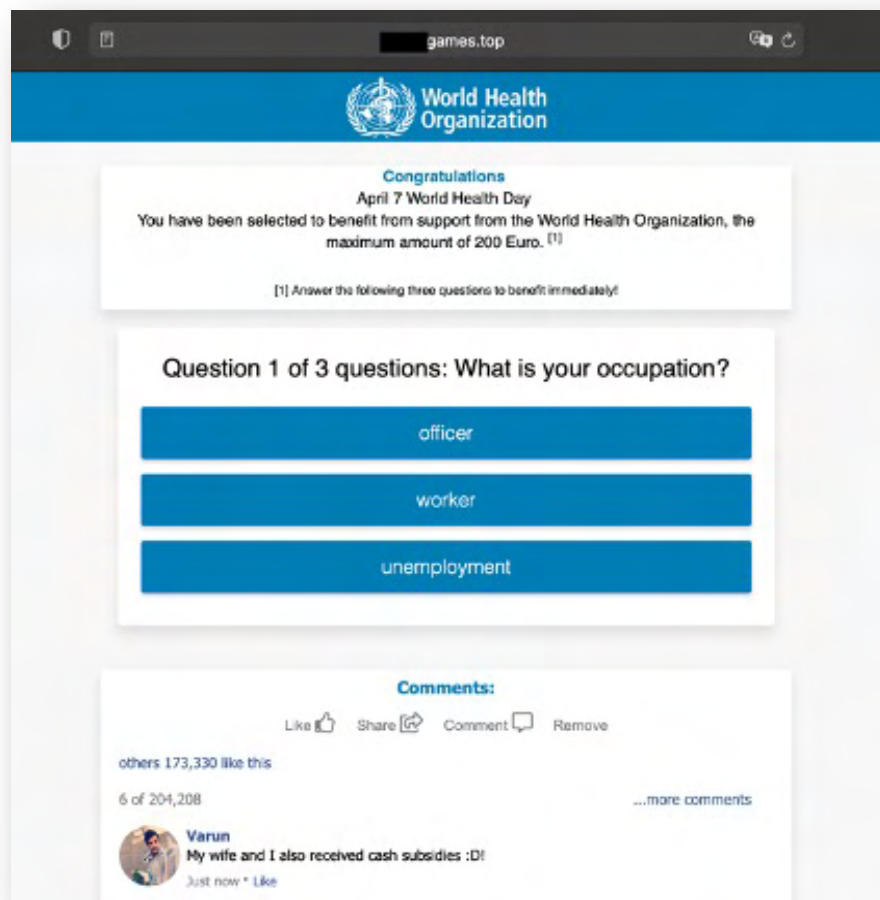 games.top
World Health
Organization
Congratulations
April 7 World Health Day
You have been selected to benefit from support from the World Health Organization, the
maximum amount of 200 Euro. [1]
[1] Answer the following three questions to benefit immediately!
Question 1 of 3 questions: What is your occupation?
officer
worker
unemployment
Comments:
Like Share Comment Remove
others 173,330 like this
6 of 204,208 ...more comments
Varun
My wife and I also received cash subsidies :D!
Just now * Like